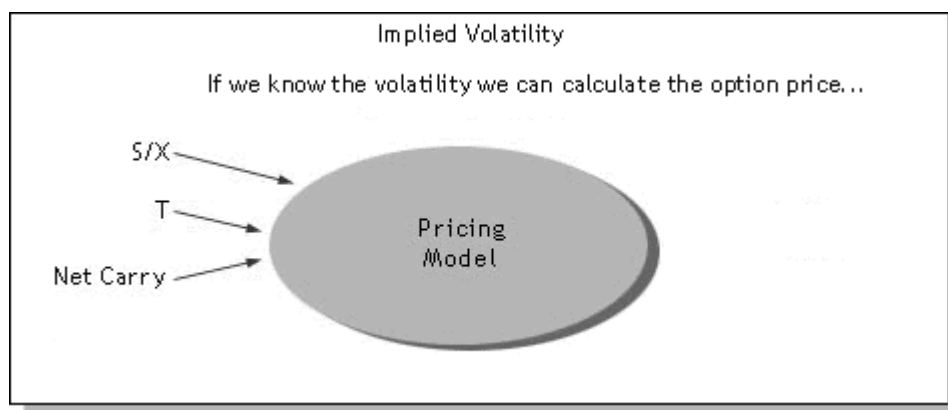 Implied Volatility
If we know the volatility we can calculate the option price...
S/X
T
Net Carry
Pricing
Model